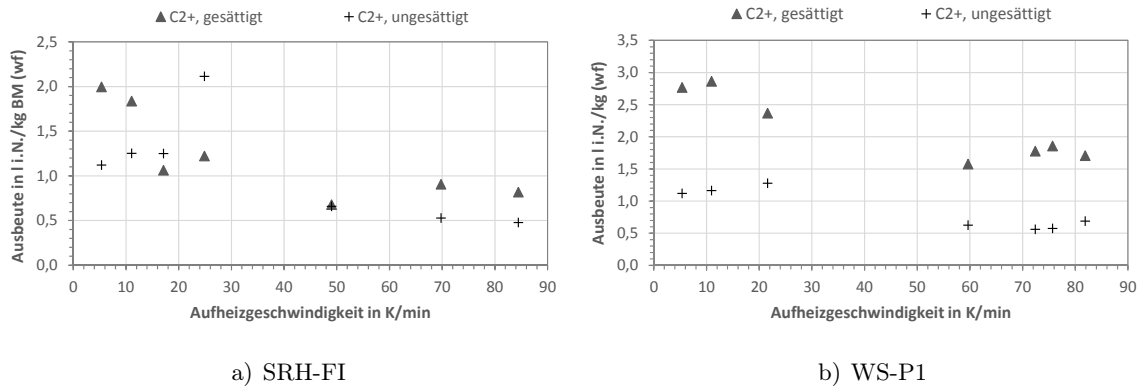 ▲ C2+, gesättigt + C2+, ungesättigt
Ausbeute in l i.N./kg BM (wf)
2,5
2,0
1,5
1,0
0,5
0,0
0 10 20 30 40 50 60 70 80 90
Aufheizgeschwindigkeit in K/min
a) SRH-FI
▲ C2+, gesättigt + C2+, ungesättigt
Ausbeute in l i.N./kg (wf)
3,5
3,0
2,5
2,0
1,5
1,0
0,5
0,0
0 10 20 30 40 50 60 70 80 90
Aufheizgeschwindigkeit in K/min
b) WS-P1